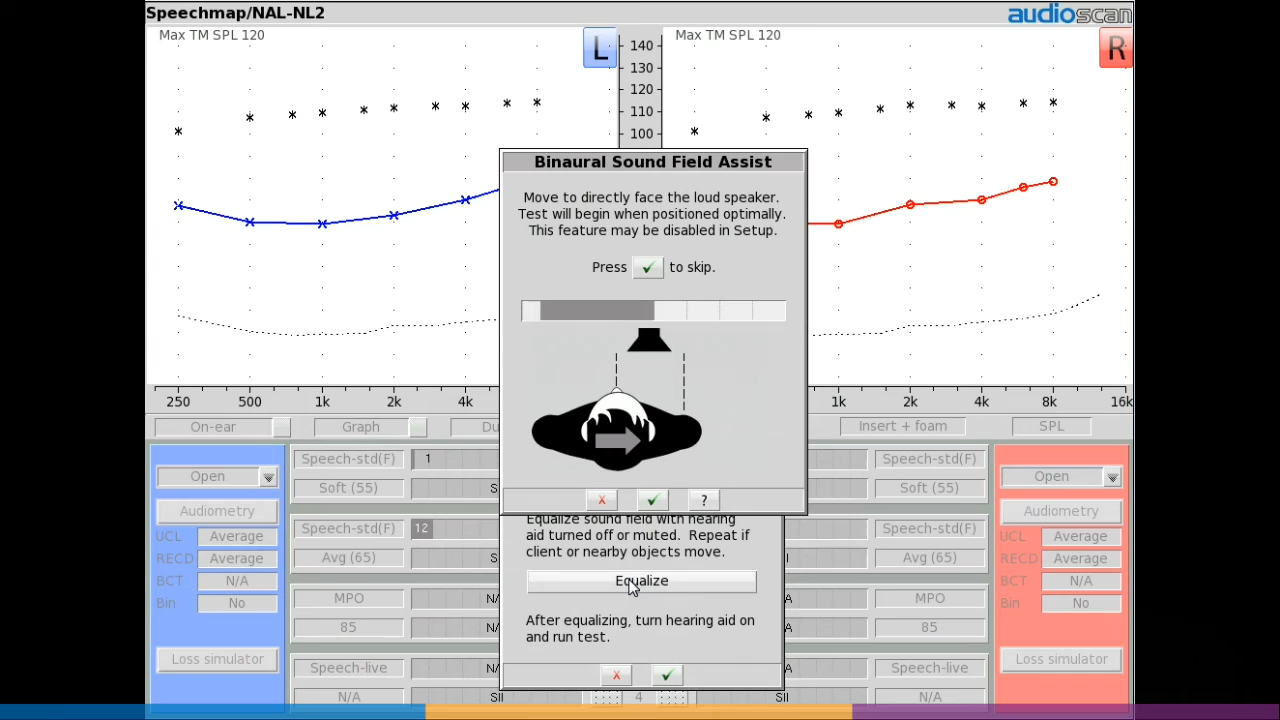 Speechmap/NAL-NL2
audioscan
Max TM SPL 120
L
140
130
120
110
100
Max TM SPL 120
R
Binaural Sound Field Assist
Move to directly face the loud speaker.
Test will begin when positioned optimally.
This feature may be disabled in Setup.
Press ✓ to skip.
250 500 1k 2k 4k
1k 2k 4k 8k 16k
On-ear
Graph
Insert + foam
SPL
Open
Audiometry
UCL Average
RECD Average
BCT N/A
Bin No
Loss simulator
Speech-std(F) 1
Soft (55)
Speech-std(F) 12
Avg (65)
MPO
85
Speech-live
N/A SII 4 SII
x ✓ ?
Equalize sound field with hearing
aid turned off or muted. Repeat if
client or nearby objects move.
Equalize
After equalizing, turn hearing aid on
and run test.
x ✓
Speech-std(F)
Soft (55)
Speech-std(F)
Avg (65)
MPO
85
Speech-live
N/A
Open
Audiometry
UCL Average
RECD Average
BCT N/A
Bin No
Loss simulator